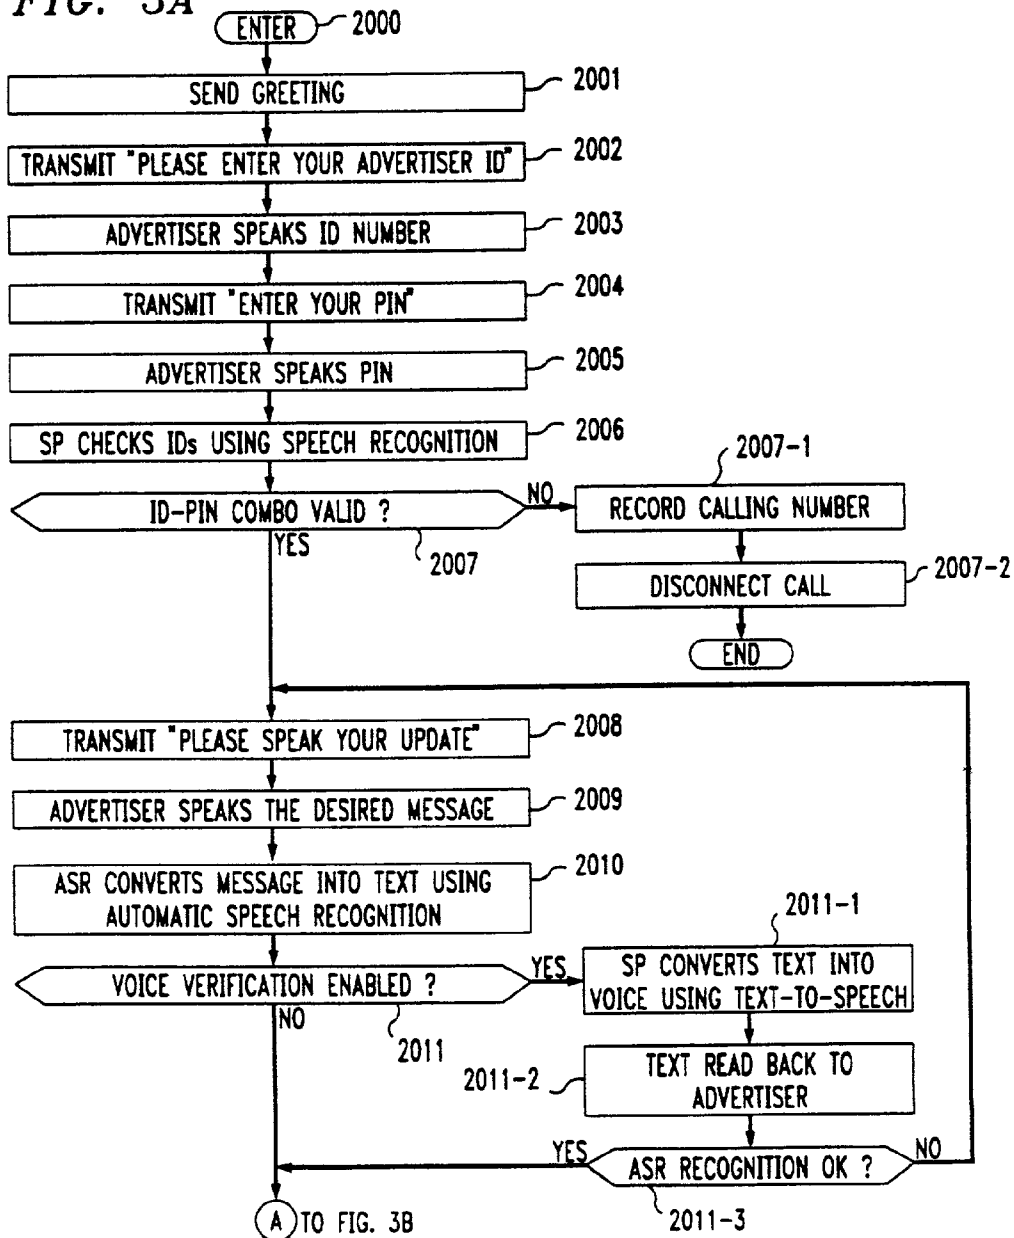 FIG. 3A
ENTER 2000
SEND GREETING 2001
TRANSMIT "PLEASE ENTER YOUR ADVERTISER ID" 2002
ADVERTISER SPEAKS ID NUMBER 2003
TRANSMIT "ENTER YOUR PIN" 2004
ADVERTISER SPEAKS PIN 2005
SP CHECKS IDs USING SPEECH RECOGNITION 2006
ID-PIN COMBO VALID ? 2007
NO
YES
2007-1
RECORD CALLING NUMBER
DISCONNECT CALL 2007-2
END
TRANSMIT "PLEASE SPEAK YOUR UPDATE" 2008
ADVERTISER SPEAKS THE DESIRED MESSAGE 2009
ASR CONVERTS MESSAGE INTO TEXT USING
AUTOMATIC SPEECH RECOGNITION
2010
VOICE VERIFICATION ENABLED ? 2011
YES
NO
2011-1
SP CONVERTS TEXT INTO
VOICE USING TEXT-TO-SPEECH
2011-2
TEXT READ BACK TO
ADVERTISER
YES
ASR RECOGNITION OK ?
NO
2011-3
A TO FIG. 3B